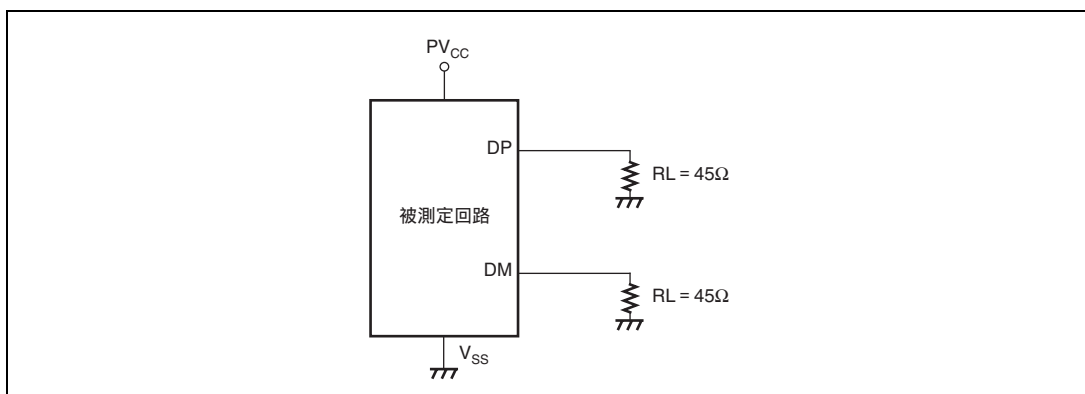 PVCC
DP
RL = 45Ω
被測定回路
DM
RL = 45Ω
VSS